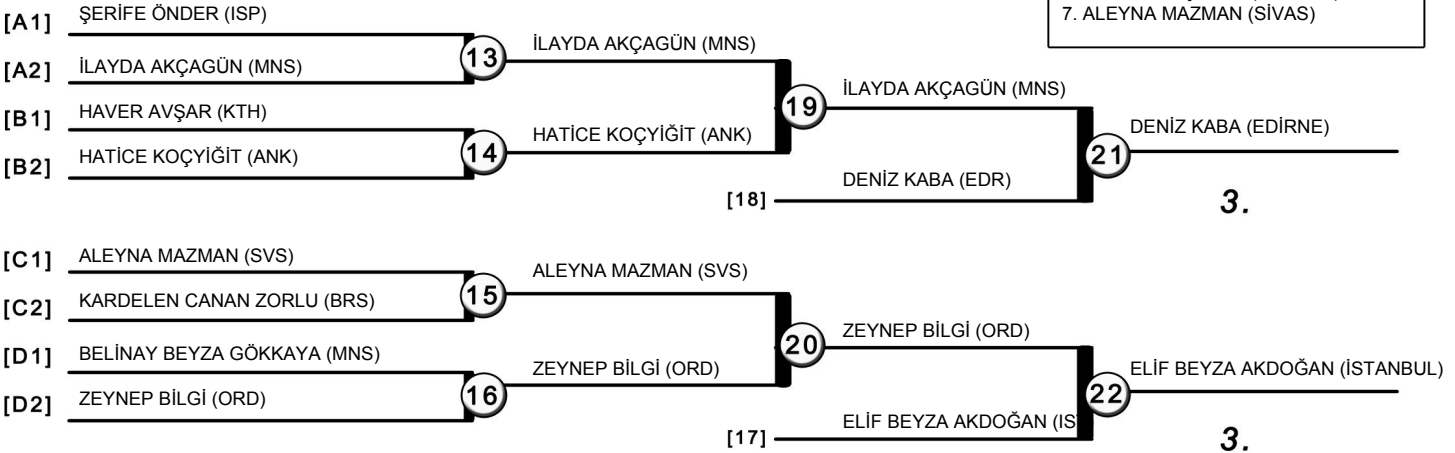 7. ALEYNA MAZMAN (SİVAS)
[A1] ŞERİFE ÖNDER (ISP)
13
İLAYDA AKÇAGÜN (MNS)
[A2] İLAYDA AKÇAGÜN (MNS)
19
İLAYDA AKÇAGÜN (MNS)
[B1] HAVER AVŞAR (KTH)
14
HATİCE KOÇYİĞİT (ANK)
[B2] HATİCE KOÇYİĞİT (ANK)
21
DENİZ KABA (EDİRNE)
[18] DENİZ KABA (EDR)
3.
[C1] ALEYNA MAZMAN (SVS)
15
ALEYNA MAZMAN (SVS)
[C2] KARDELEN CANAN ZORLU (BRS)
20
ZEYNEP BİLGİ (ORD)
[D1] BELİNAY BEYZA GÖKKAYA (MNS)
16
ZEYNEP BİLGİ (ORD)
[D2] ZEYNEP BİLGİ (ORD)
22
ELİF BEYZA AKDOĞAN (İSTANBUL)
[17] ELİF BEYZA AKDOĞAN (IS
3.